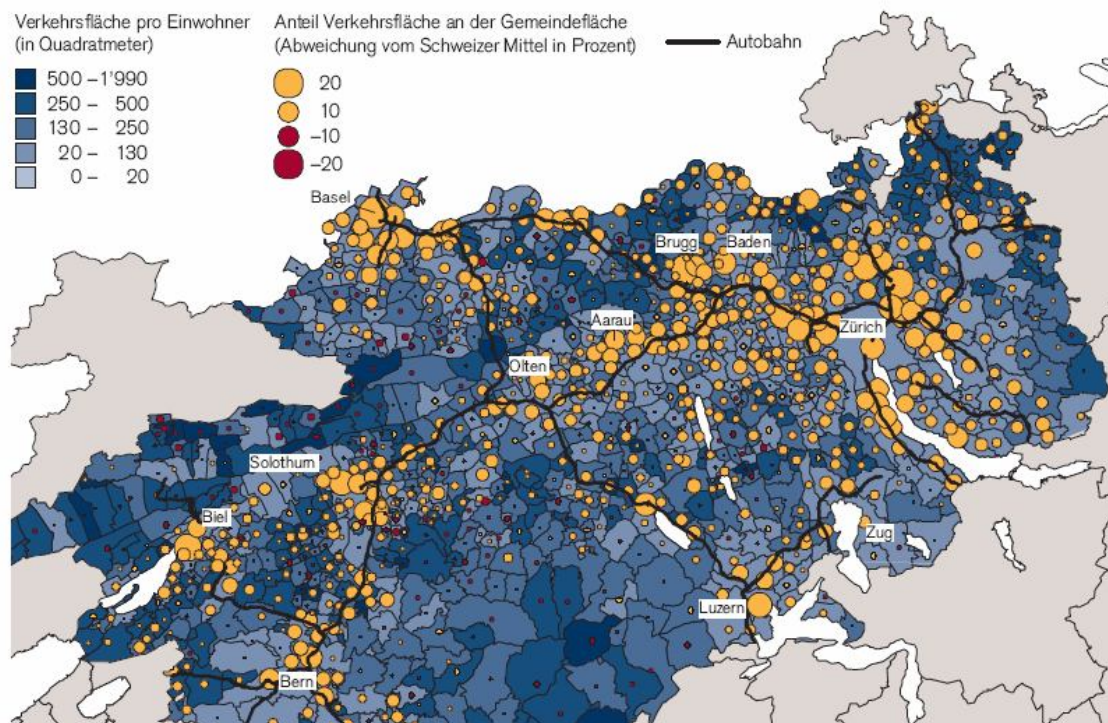 Verkehrsfläche pro Einwohner
(in Quadratmeter)
500 – 1'990
250 – 500
130 – 250
20 – 130
0 – 20
Anteil Verkehrsfläche an der Gemeindefläche
(Abweichung vom Schweizer Mittel in Prozent)
20
10
–10
–20
Autobahn
Basel
Brugg
Baden
Aarau
Zürich
Olten
Solothurn
Biel
Zug
Luzern
Bern